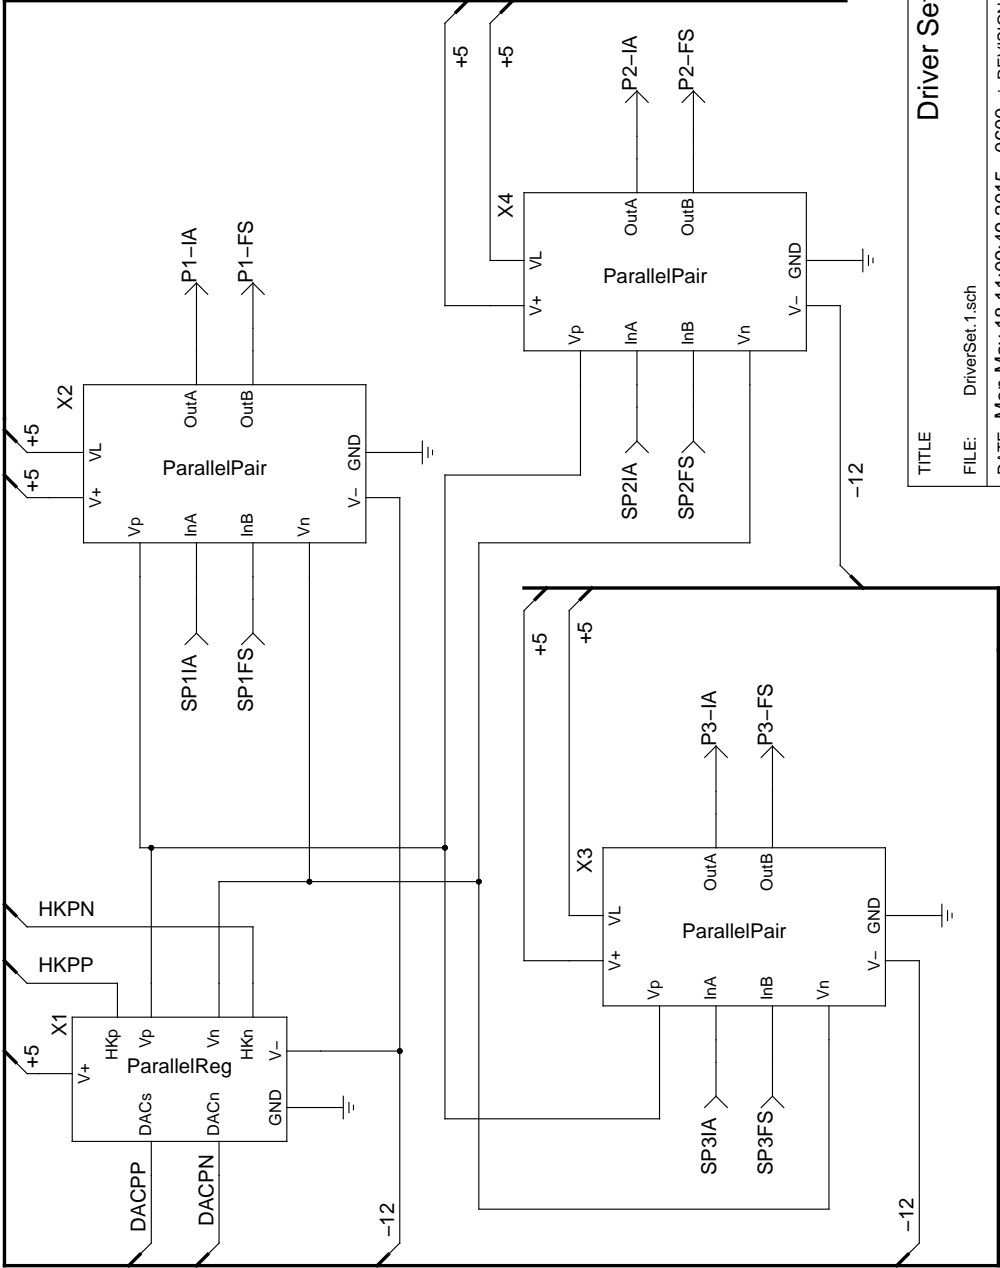 +5
HKPP
HKPN
+5
+5
+5
+5
X1
V+
HKp
Vp
Vn
HKn
ParallelReg
DACs
DACn
GND
V−
DACPP
DACPN
−12
X2
V+
VL
Vp
InA
InB
Vn
ParallelPair
OutA
OutB
V−
GND
SP1IA
SP1FS
P1−IA
P1−FS
X4
V+
VL
Vp
InA
InB
Vn
ParallelPair
OutA
OutB
V−
GND
SP2IA
SP2FS
P2−IA
P2−FS
−12
+5
+5
X3
V+
VL
Vp
InA
InB
Vn
ParallelPair
OutA
OutB
V−
GND
SP3IA
SP3FS
P3−IA
P3−FS
−12
TITLE
Driver Set
FILE: DriverSet.1.sch